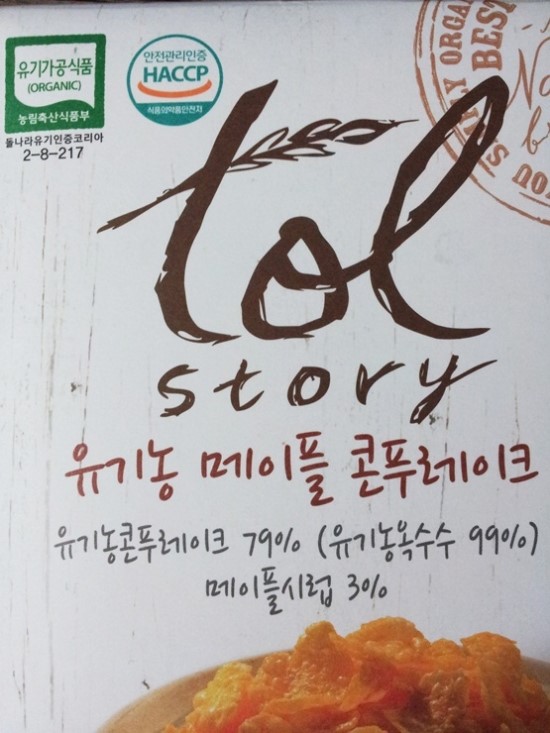 유기가공식품
(ORGANIC)
농림축산식품부
돌나라유기인증코리아
2-8-217
안전관리인증
HACCP
식품의약품안전처
ORGA
BEST
tol
story
유기농 메이플 콘푸레이크
유기농콘푸레이크 79% (유기농옥수수 99%)
메이플시럽 3%